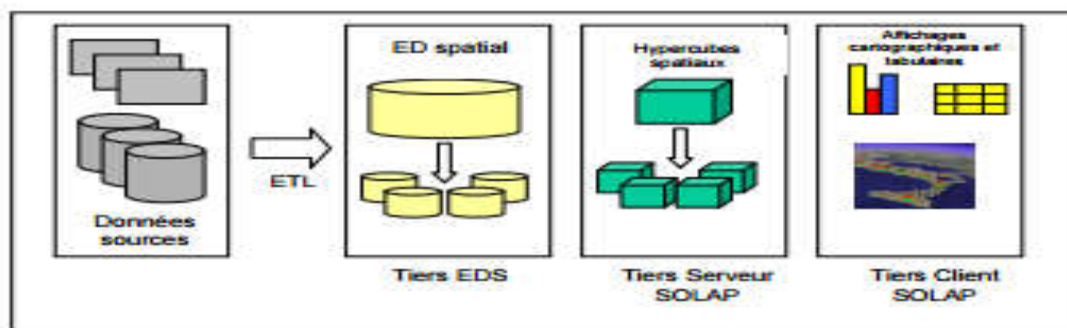 Données
sources
ETL
ED spatial
Tiers EDS
Hypercubes
spatiaux
Tiers Serveur
SOLAP
Affichages
cartographiques et
tabulaires
Tiers Client
SOLAP